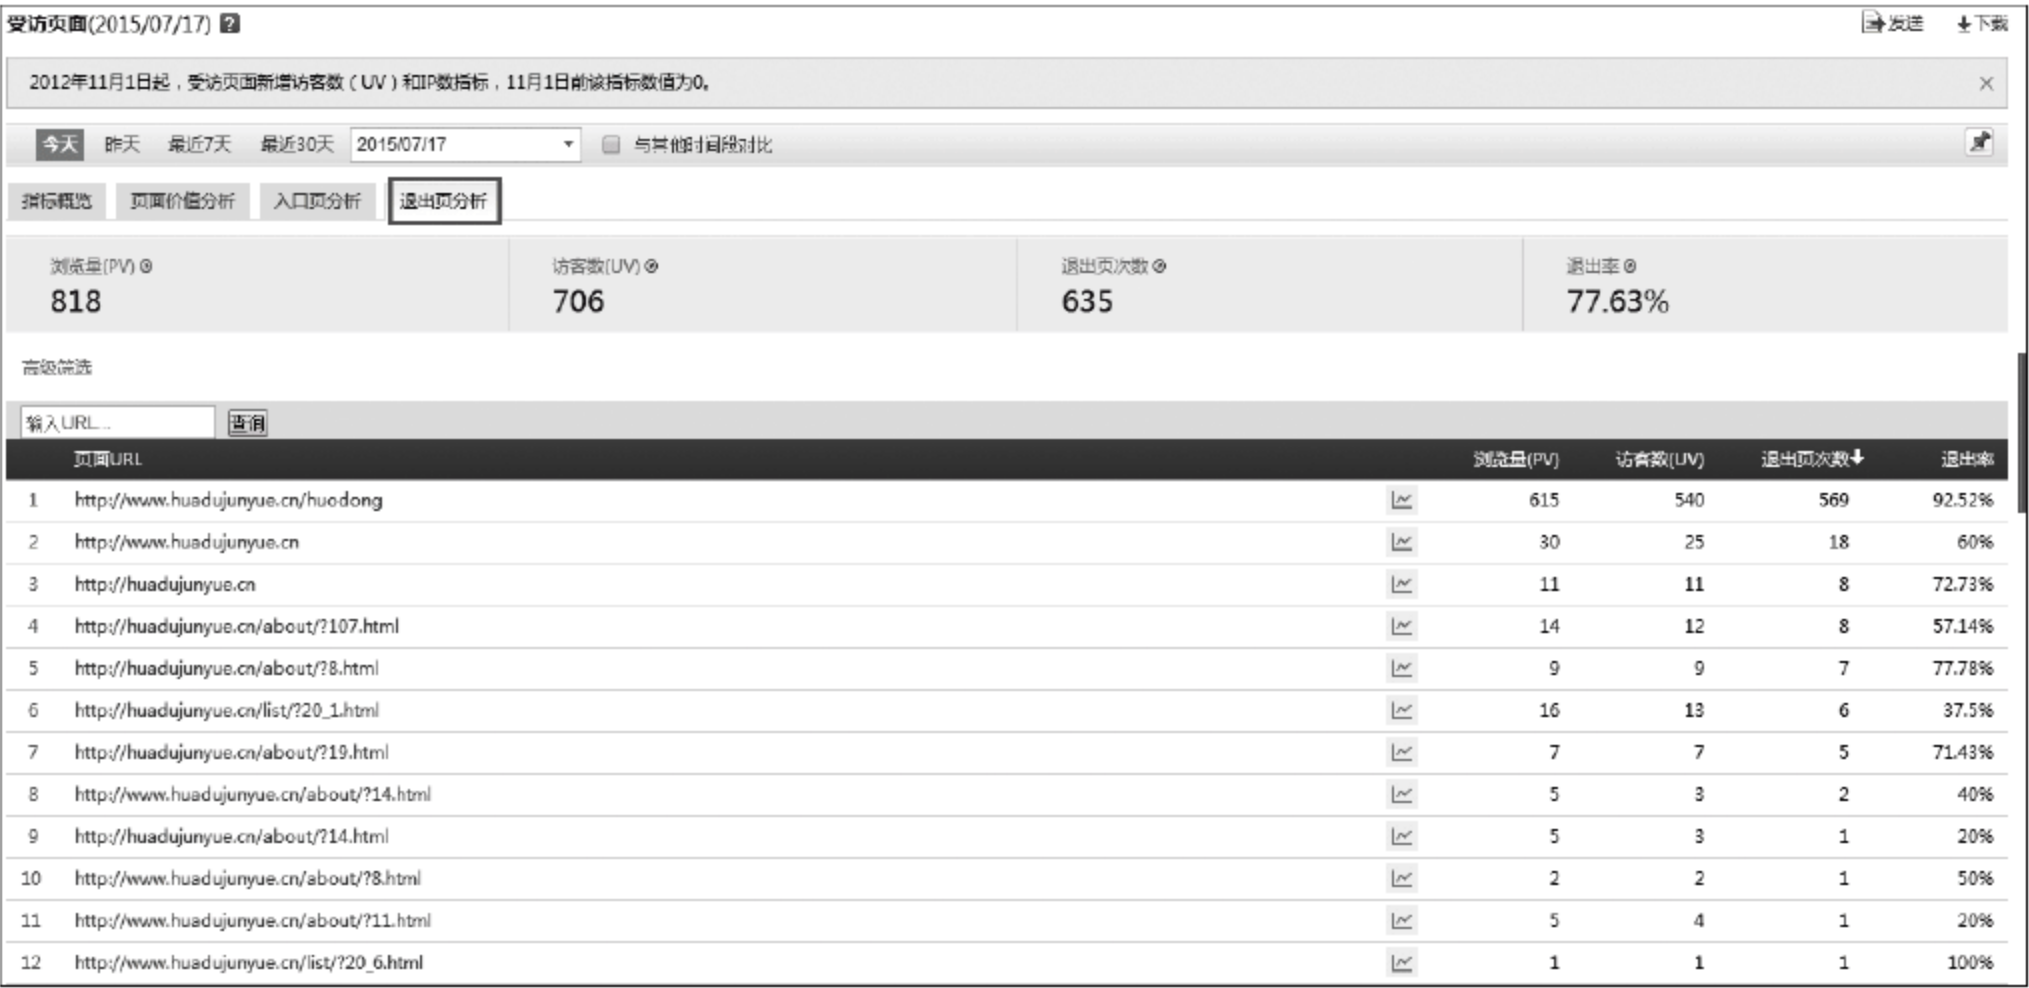 受访页面(2015/07/17) ? 发送 下载
2012年11月1日起，受访页面新增访客数（UV）和IP数指标，11月1日前该指标数值为0。 ×
今天 昨天 最近7天 最近30天 2015/07/17 与其他时间段对比
指标概览 页面价值分析 入口页分析 退出页分析
浏览量(PV) 访客数(UV) 退出页次数 退出率
818 706 635 77.63%
高级筛选
输入URL... 查询
页面URL 浏览量(PV) 访客数(UV) 退出页次数 退出率
1 http://www.huadujunyue.cn/huodong 615 540 569 92.52%
2 http://www.huadujunyue.cn 30 25 18 60%
3 http://huadujunyue.cn 11 11 8 72.73%
4 http://huadujunyue.cn/about/?107.html 14 12 8 57.14%
5 http://huadujunyue.cn/about/?8.html 9 9 7 77.78%
6 http://huadujunyue.cn/list/?20_1.html 16 13 6 37.5%
7 http://huadujunyue.cn/about/?19.html 7 7 5 71.43%
8 http://www.huadujunyue.cn/about/?14.html 5 3 2 40%
9 http://huadujunyue.cn/about/?14.html 5 3 1 20%
10 http://www.huadujunyue.cn/about/?8.html 2 2 1 50%
11 http://www.huadujunyue.cn/about/?11.html 5 4 1 20%
12 http://www.huadujunyue.cn/list/?20_6.html 1 1 1 100%